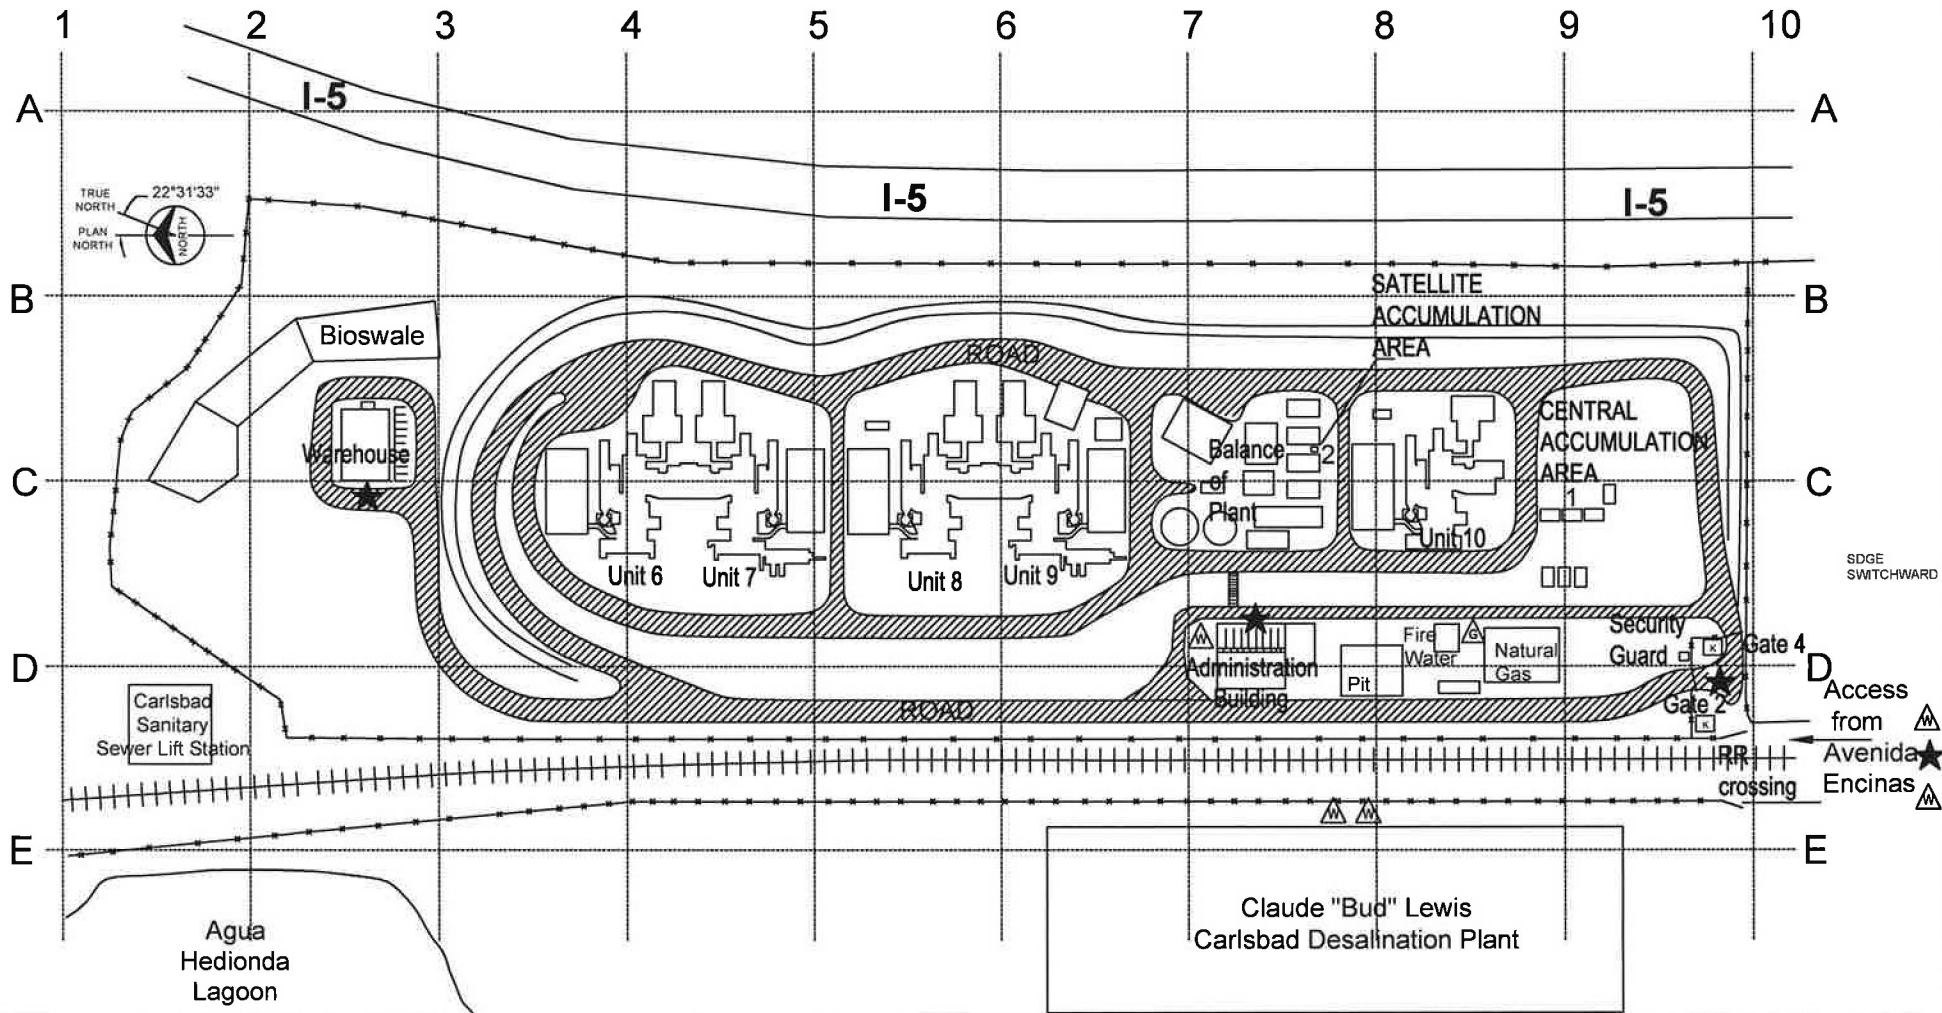 1 2 3 4 5 6 7 8 9 10
A I-5 A
TRUE
NORTH
22°31'33"
PLAN
NORTH
NORTH
I-5
I-5
B B
SATELLITE
ACCUMULATION
AREA
Bioswale
ROAD
Warehouse
Balance
of
Plant
2
CENTRAL
ACCUMULATION
AREA
1
C C
Unit 6
Unit 7
Unit 8
Unit 9
Unit 10
SDGE
SWITCHWARD
W
Administration
Building
Pit
Fire
Water
G
Natural
Gas
Security
Guard
K
Gate 4
D D
Gate 2
K
ROAD
Carlsbad
Sanitary
Sewer Lift Station
Access
from
Avenida
Encinas
W
W
RR
crossing
W W
E E
Agua
Hedionda
Lagoon
Claude "Bud" Lewis
Carlsbad Desalination Plant